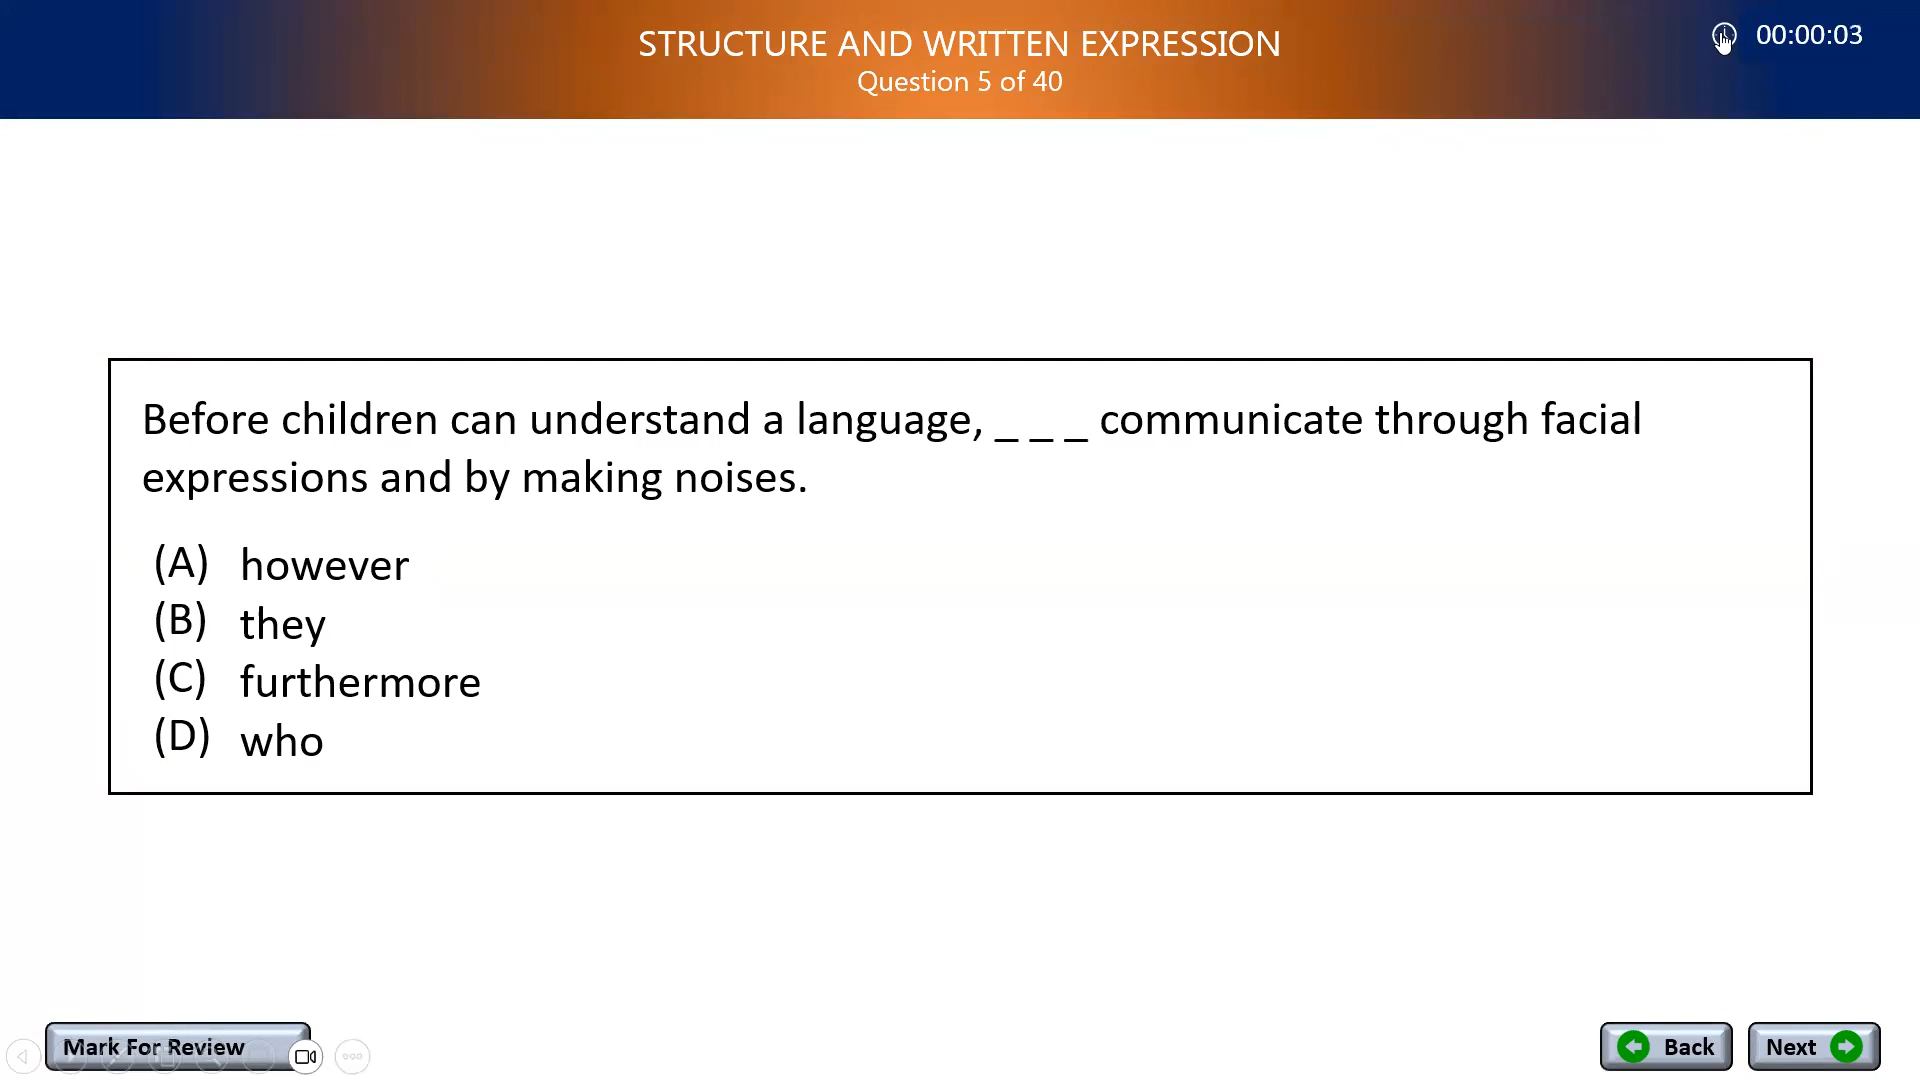 STRUCTURE AND WRITTEN EXPRESSION
Question 5 of 40
00:00:03
Before children can understand a language, _ _ _ communicate through facial
expressions and by making noises.
(A) however
(B) they
(C) furthermore
(D) who
Mark For Review
Back
Next